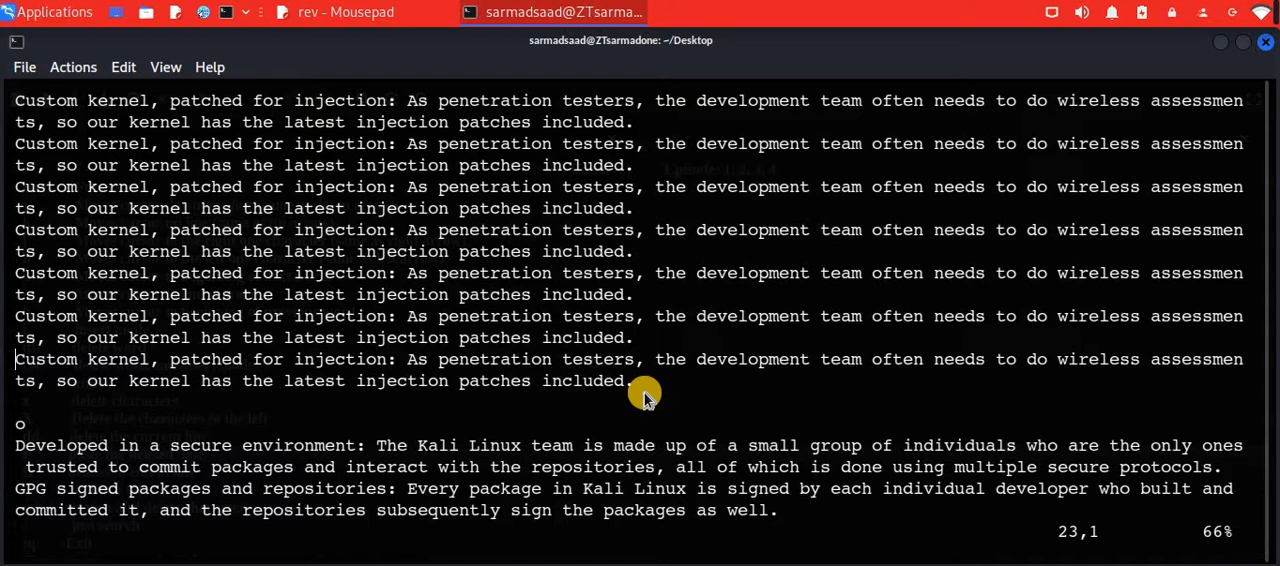 Applications
rev - Mousepad
sarmadsaad@ZTsarma...
sarmadsaad@ZTsarmadone: ~/Desktop
File Actions Edit View Help
Custom kernel, patched for injection: As penetration testers, the development team often needs to do wireless assessmen
ts, so our kernel has the latest injection patches included.
Custom kernel, patched for injection: As penetration testers, the development team often needs to do wireless assessmen
ts, so our kernel has the latest injection patches included.
Custom kernel, patched for injection: As penetration testers, the development team often needs to do wireless assessmen
ts, so our kernel has the latest injection patches included.
Custom kernel, patched for injection: As penetration testers, the development team often needs to do wireless assessmen
ts, so our kernel has the latest injection patches included.
Custom kernel, patched for injection: As penetration testers, the development team often needs to do wireless assessmen
ts, so our kernel has the latest injection patches included.
Custom kernel, patched for injection: As penetration testers, the development team often needs to do wireless assessmen
ts, so our kernel has the latest injection patches included.
Custom kernel, patched for injection: As penetration testers, the development team often needs to do wireless assessmen
ts, so our kernel has the latest injection patches included.
o
Developed in a secure environment: The Kali Linux team is made up of a small group of individuals who are the only ones
trusted to commit packages and interact with the repositories, all of which is done using multiple secure protocols.
GPG signed packages and repositories: Every package in Kali Linux is signed by each individual developer who built and
committed it, and the repositories subsequently sign the packages as well.
23,1 66%